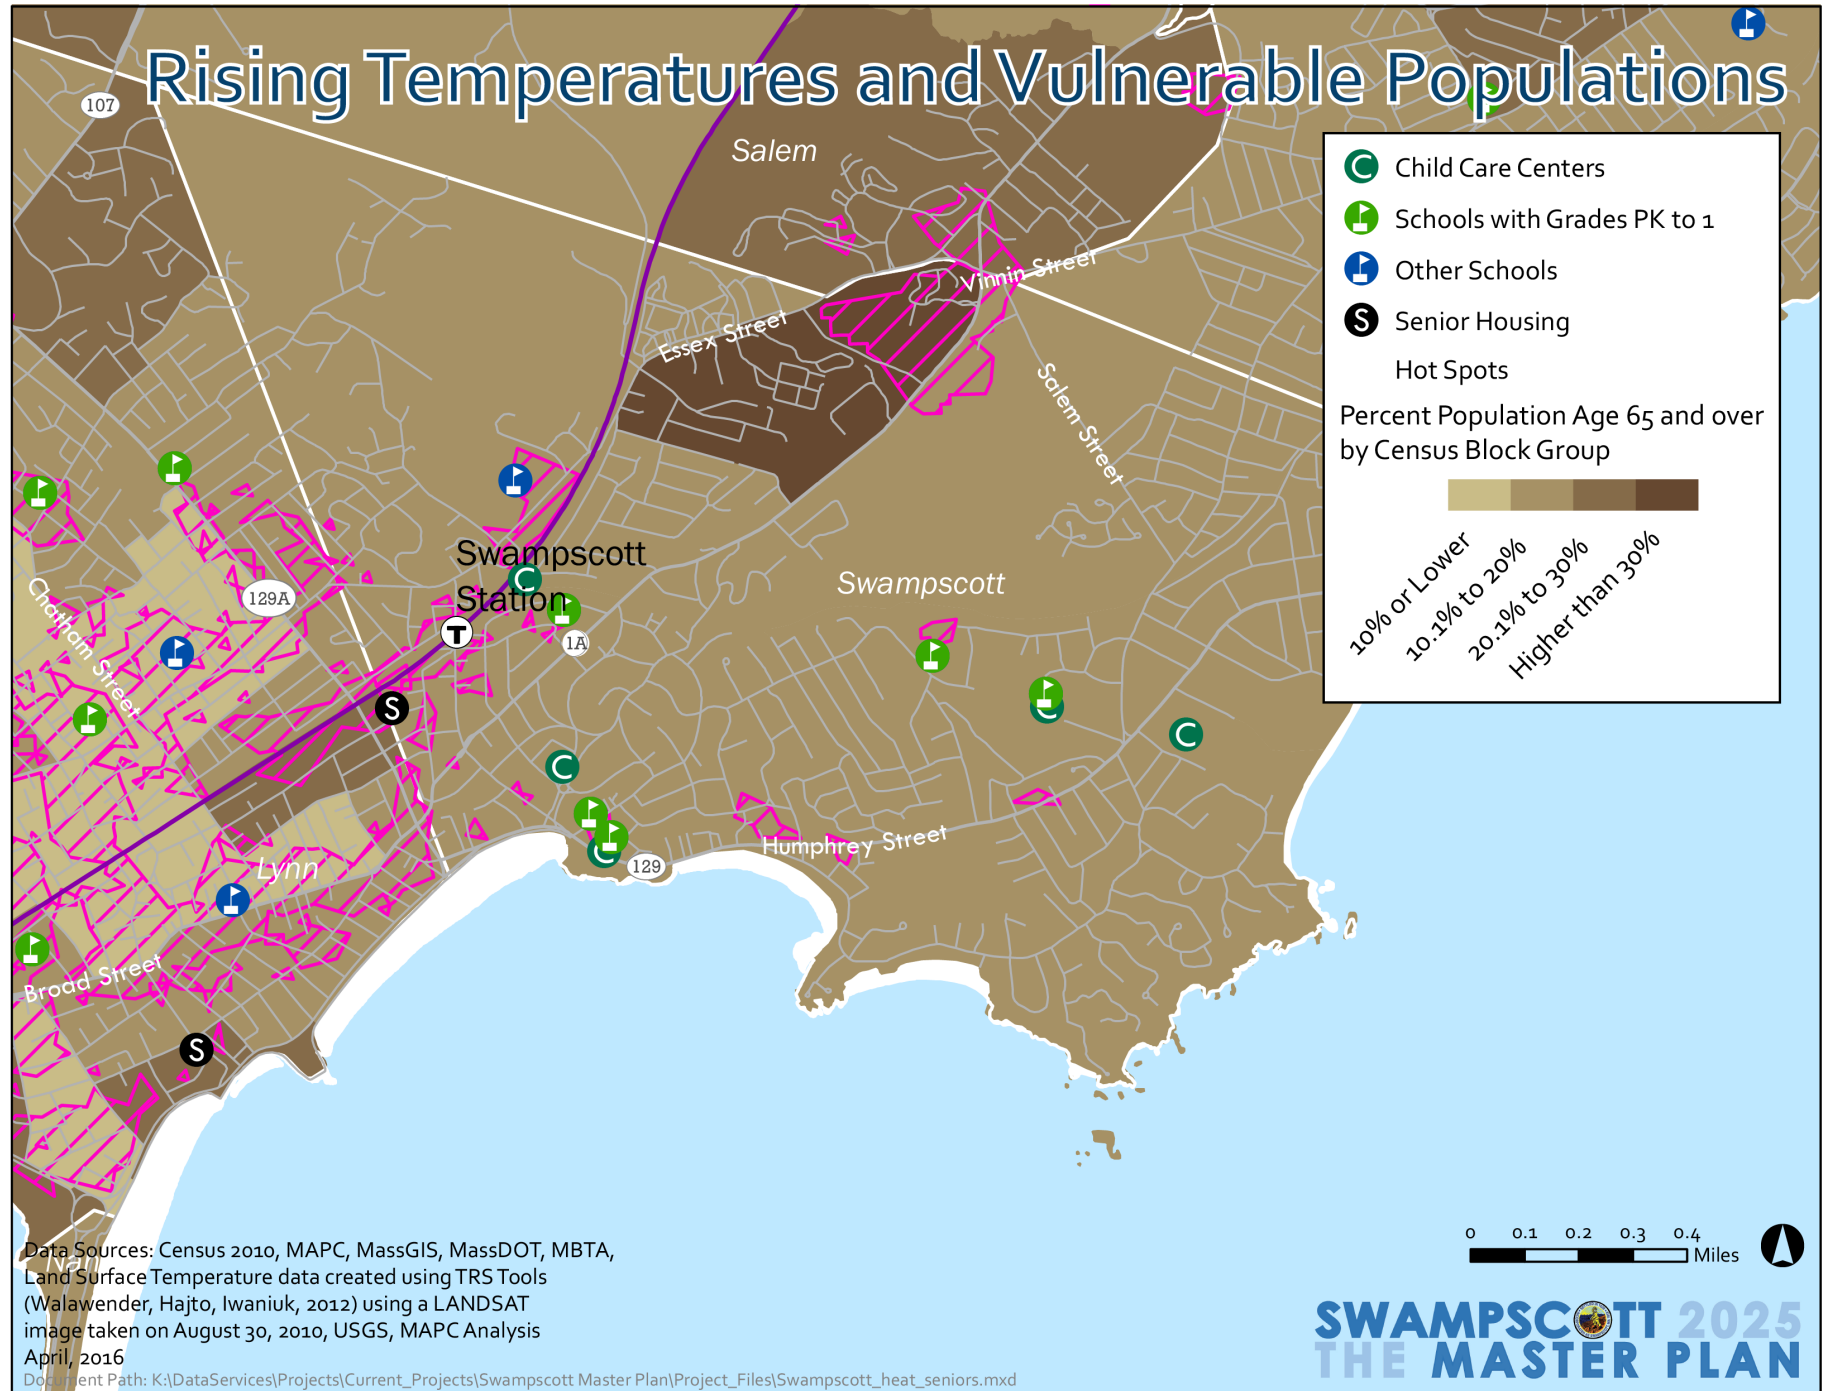 Rising Temperatures and Vulnerable Populations
107
Salem
Child Care Centers
Schools with Grades PK to 1
Other Schools
Senior Housing
Hot Spots
Percent Population Age 65 and over
by Census Block Group
10% or Lower
10.1% to 20%
20.1% to 30%
Higher than 30%
C
S
Vinnin Street
Essex Street
Salem Street
Swampscott
Station
C
T
1A
Swampscott
129A
Chatham Street
S
C
C
C
C
Humphrey Street
129
Lynn
Broad Street
S
Nah
Data Sources: Census 2010, MAPC, MassGIS, MassDOT, MBTA,
Land Surface Temperature data created using TRS Tools
(Walawender, Hajto, Iwaniuk, 2012) using a LANDSAT
image taken on August 30, 2010, USGS, MAPC Analysis
April, 2016
Document Path: K:\DataServices\Projects\Current_Projects\Swampscott Master Plan\Project_Files\Swampscott_heat_seniors.mxd
0 0.1 0.2 0.3 0.4
Miles
SWAMPSCOTT 2025
THE MASTER PLAN